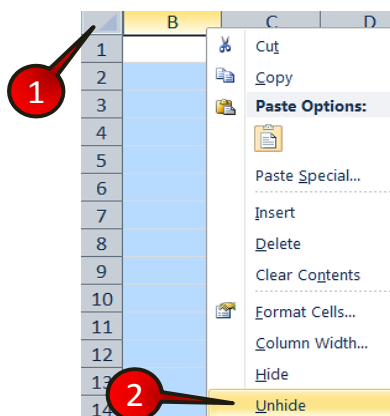 B C D
1
2
3
4
5
6
7
8
9
10
11
12
13
14
Cut
Copy
Paste Options:
Paste Special...
Insert
Delete
Clear Contents
Format Cells...
Column Width...
Hide
Unhide
1
2